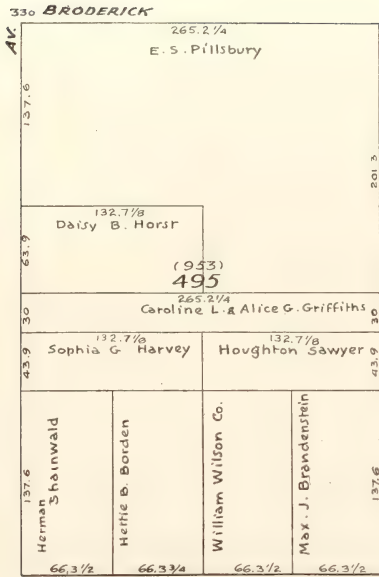 330 BRODERICK
AV.
265.2 1/4
E. S. Pillsbury
137.6
201.3
132.7 1/8
Daisy B. Horst
63.9
(953)
495
265.2 1/4
30
Caroline L. & Alice G. Griffiths
30
132.7 1/8
132.7 1/8
43.9
Sophia G Harvey
Houghton Sawyer
43.9
137.6
Herman
Shainwald
Hettie B. Borden
William Wilson Co.
Max. J. Brandenstein
137.6
66.3 1/2
66.3 3/4
66.3 1/2
66.3 1/2